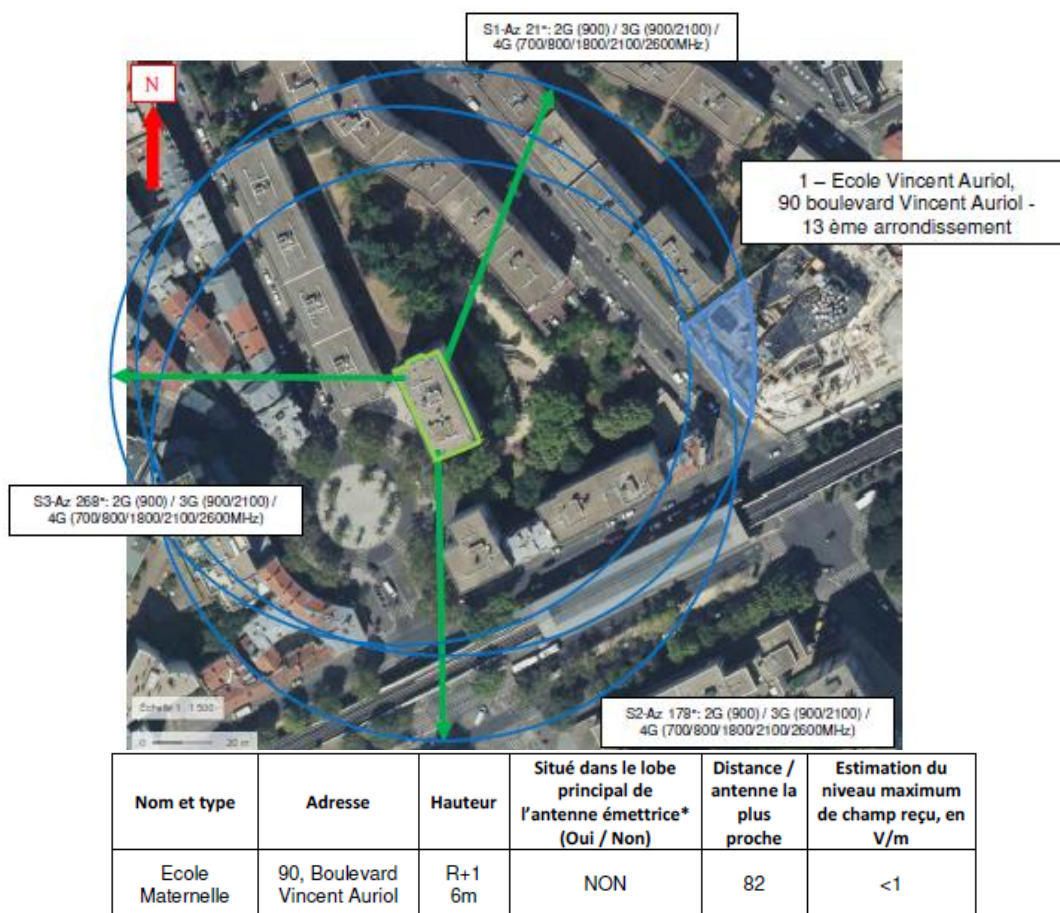 S1-Az 21°: 2G (900) / 3G (900/2100) /
4G (700/800/1800/2100/2600MHz)
N
1 – Ecole Vincent Auriol,
90 boulevard Vincent Auriol -
13 ème arrondissement
S3-Az 268°: 2G (900) / 3G (900/2100) /
4G (700/800/1800/2100/2600MHz)
S2-Az 178°: 2G (900) / 3G (900/2100) /
4G (700/800/1800/2100/2600MHz)
Echelle 1 : 1 500
0 20 m
Nom et type
Adresse
Hauteur
Situé dans le lobe
principal de
l'antenne émettrice*
(Oui / Non)
Distance /
antenne la
plus
proche
Estimation du
niveau maximum
de champ reçu, en
V/m
Ecole
Maternelle
90, Boulevard
Vincent Auriol
R+1
6m
NON
82
<1